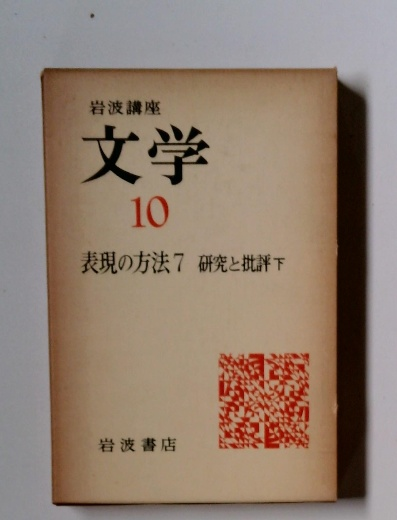 岩波講座
文学
10
表現の方法7 研究と批評下
岩波書店